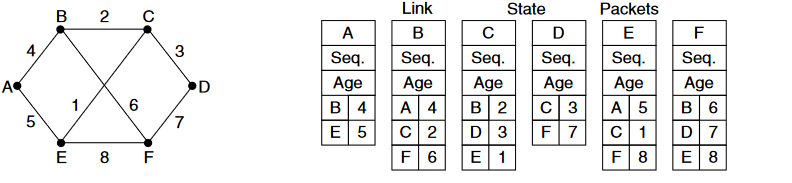 B 2 C
4 3
A D
1 6
5 7
E 8 F
Link State Packets
A B C D E F
Seq. Seq. Seq. Seq. Seq. Seq.
Age Age Age Age Age Age
B 4 A 4 B 2 C 3 A 5 B 6
E 5 C 2 D 3 F 7 C 1 D 7
F 6 E 1 F 8 E 8